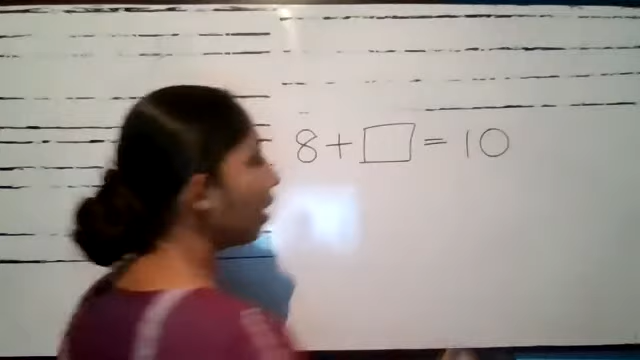 8 + □ = 10